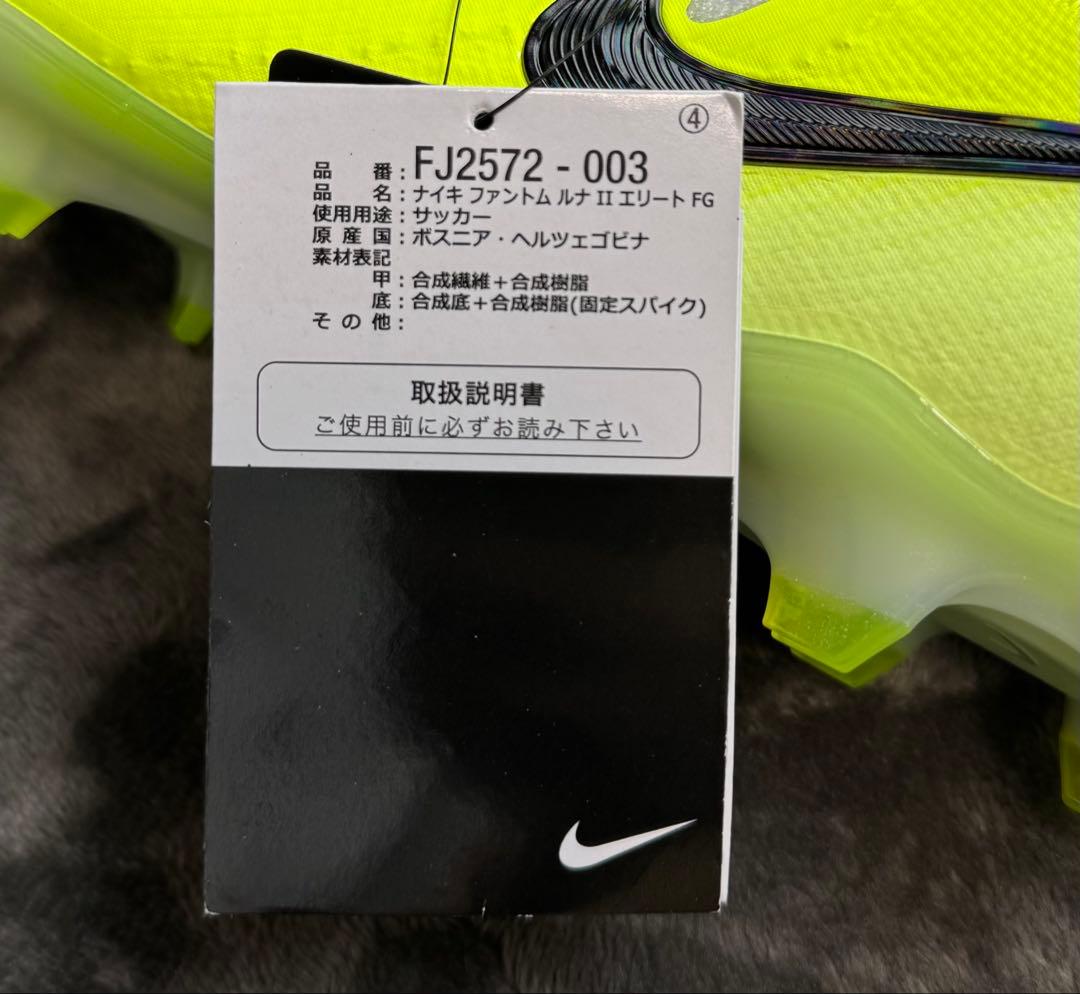 ④
品番：FJ2572 - 003
品名：ナイキ ファントム ルナ II エリート FG
使用用途：サッカー
原産国：ボスニア・ヘルツェゴビナ
素材表記
甲：合成繊維＋合成樹脂
底：合成底＋合成樹脂(固定スパイク)
その他：
取扱説明書
ご使用前に必ずお読み下さい